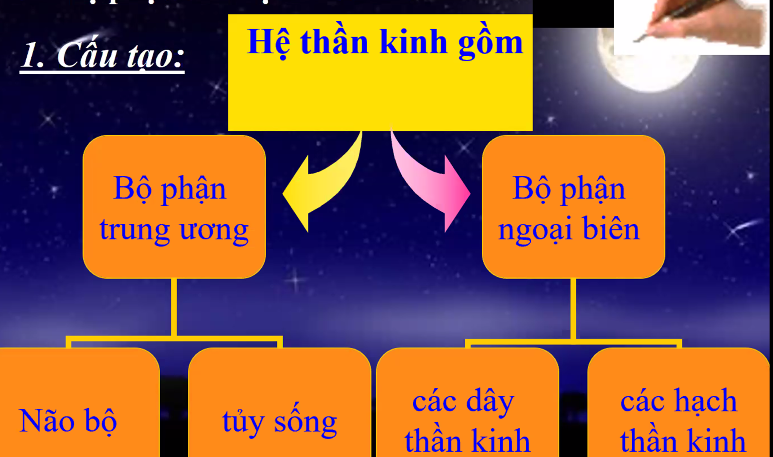 1. Cấu tạo:
Hệ thần kinh gồm
Bộ phận
trung ương
Bộ phận
ngoại biên
Não bộ
tủy sống
các dây
thần kinh
các hạch
thần kinh